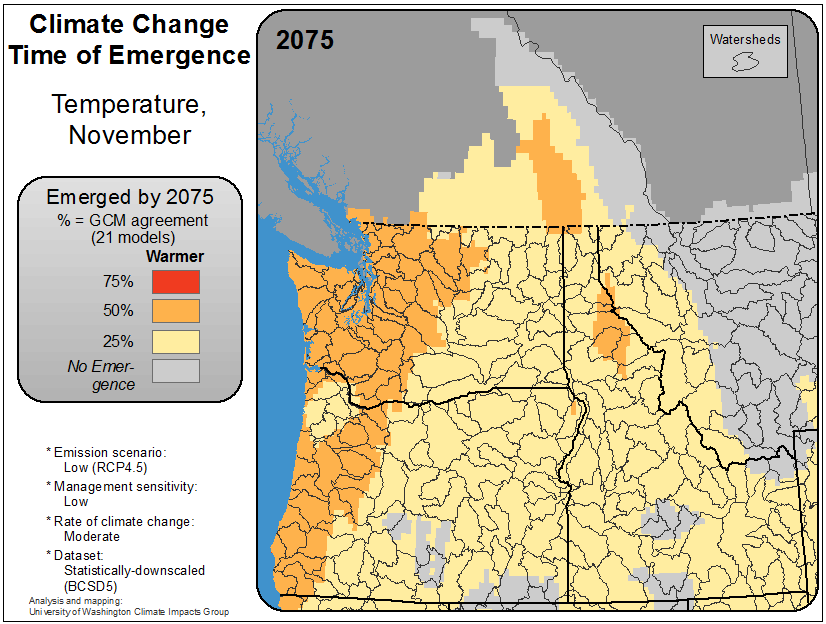 Climate Change
Time of Emergence
Temperature,
November
Emerged by 2075
% = GCM agreement
(21 models)
Warmer
75%
50%
25%
No Emer-
gence
* Emission scenario:
Low (RCP4.5)
* Management sensitivity:
Low
* Rate of climate change:
Moderate
* Dataset:
Statistically-downscaled
(BCSD5)
Analysis and mapping:
University of Washington Climate Impacts Group
2075
Watersheds